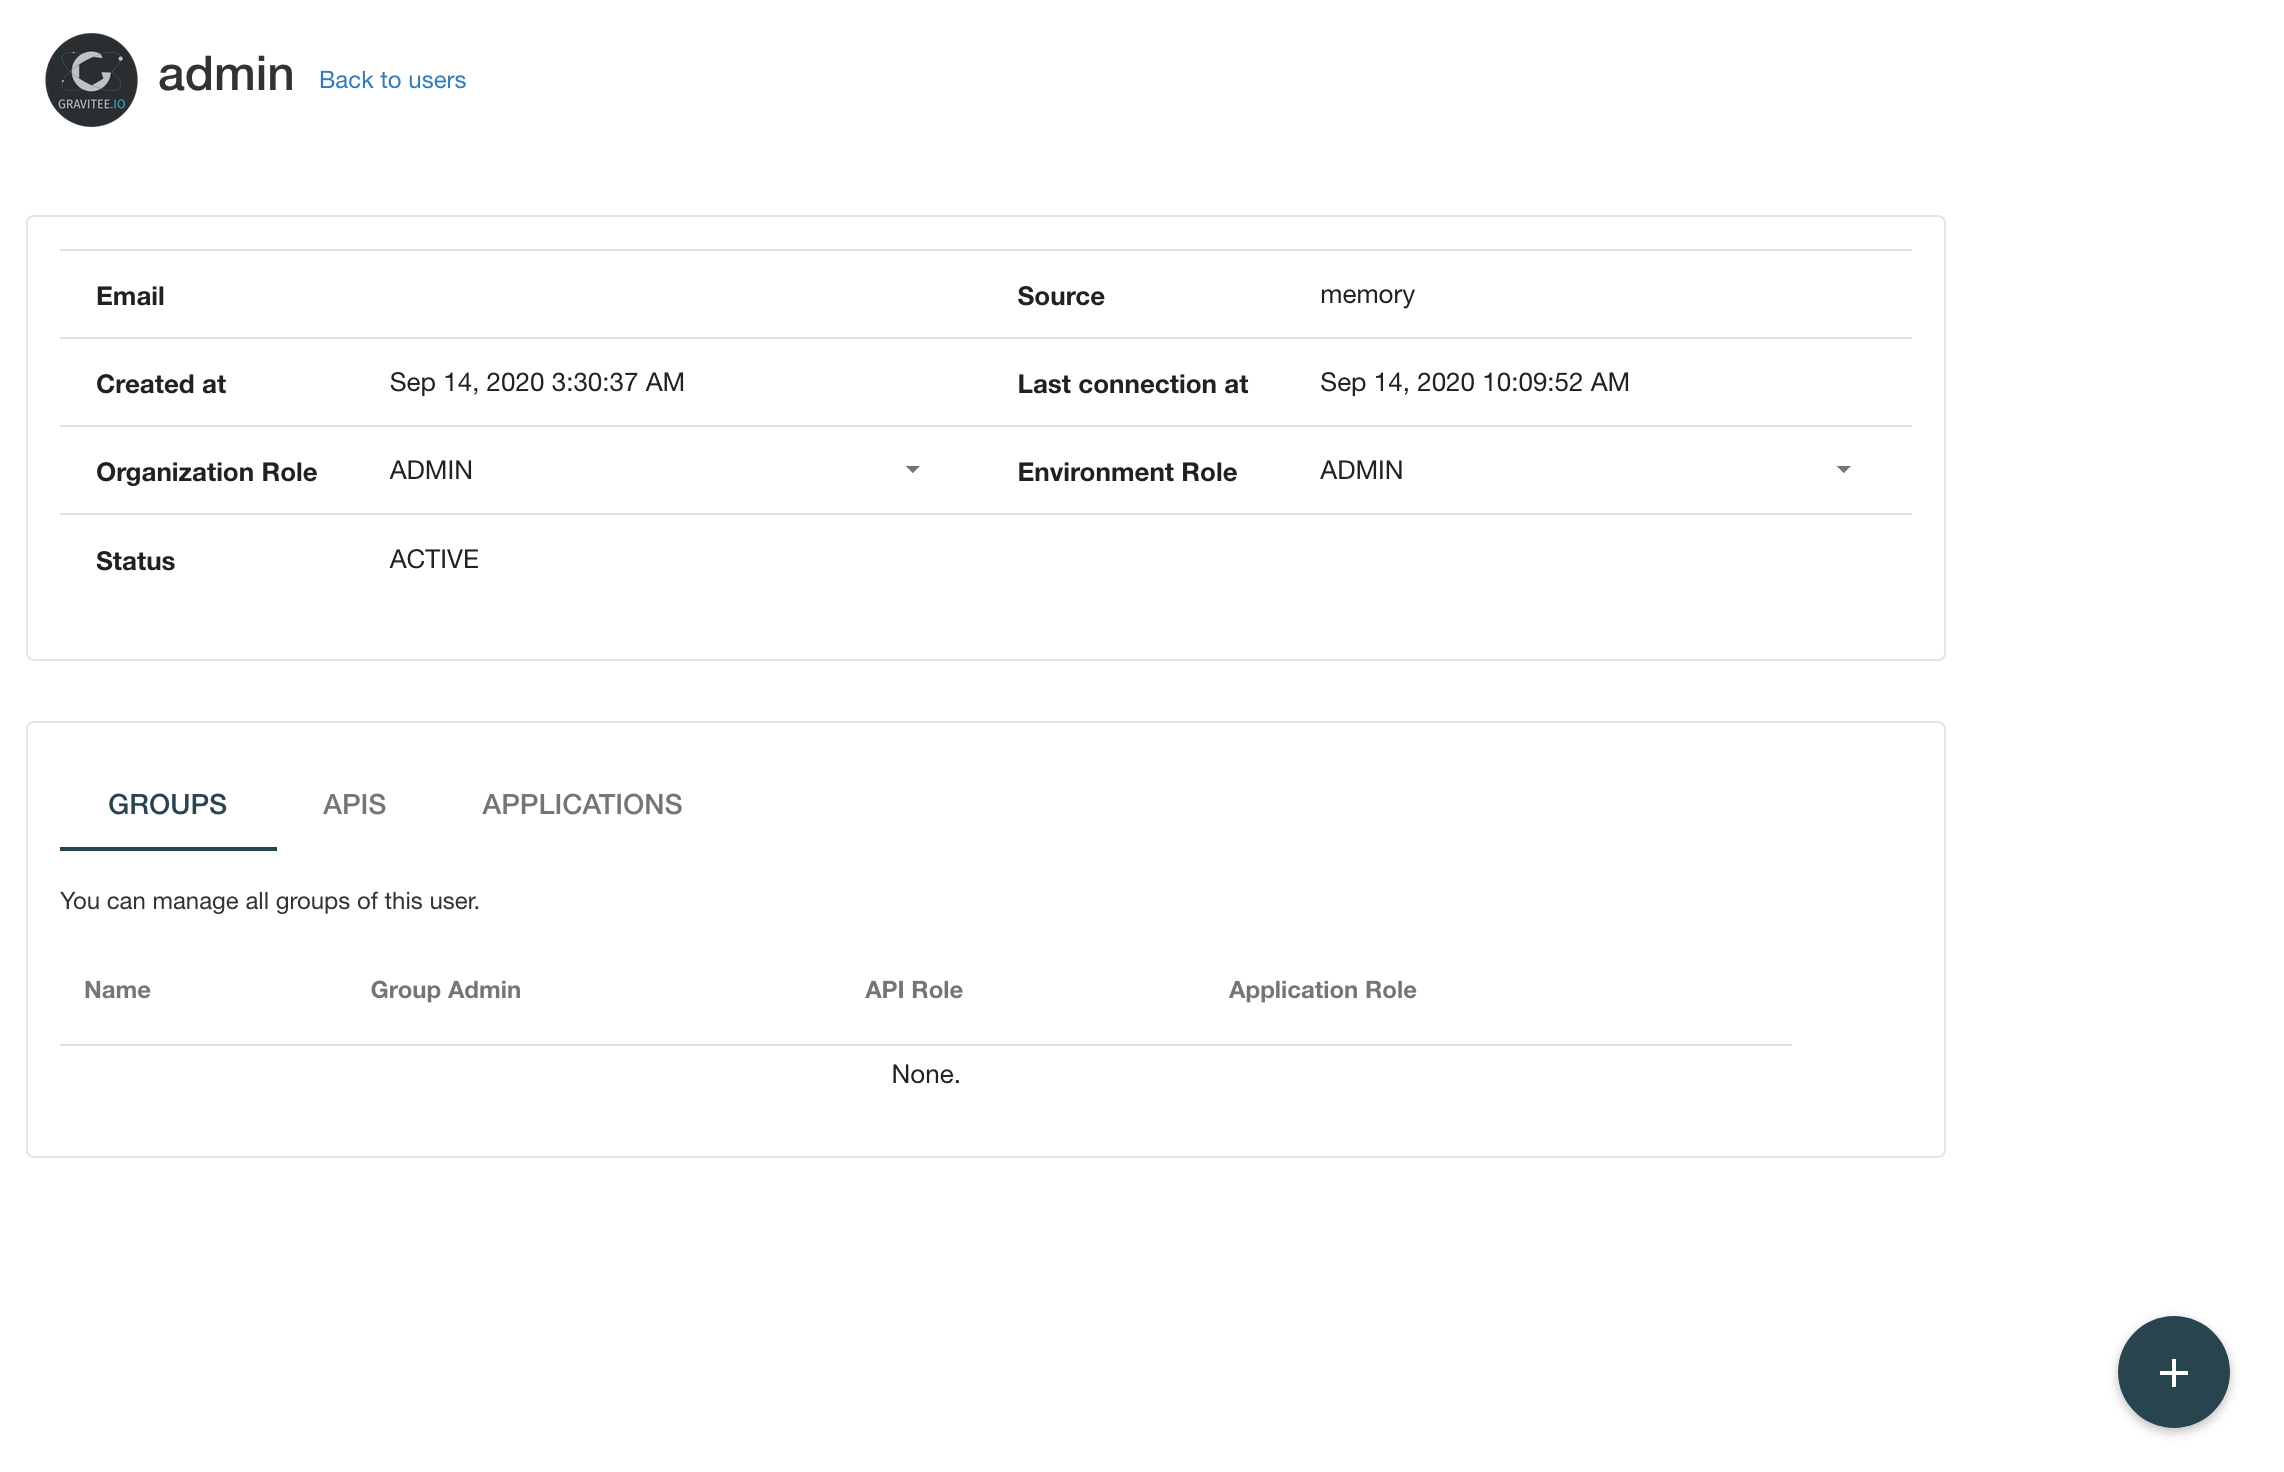 GRAVITEE.IO
admin Back to users
Email Source memory
Created at Sep 14, 2020 3:30:37 AM Last connection at Sep 14, 2020 10:09:52 AM
Organization Role ADMIN Environment Role ADMIN
Status ACTIVE
GROUPS APIS APPLICATIONS
You can manage all groups of this user.
Name Group Admin API Role Application Role
None.